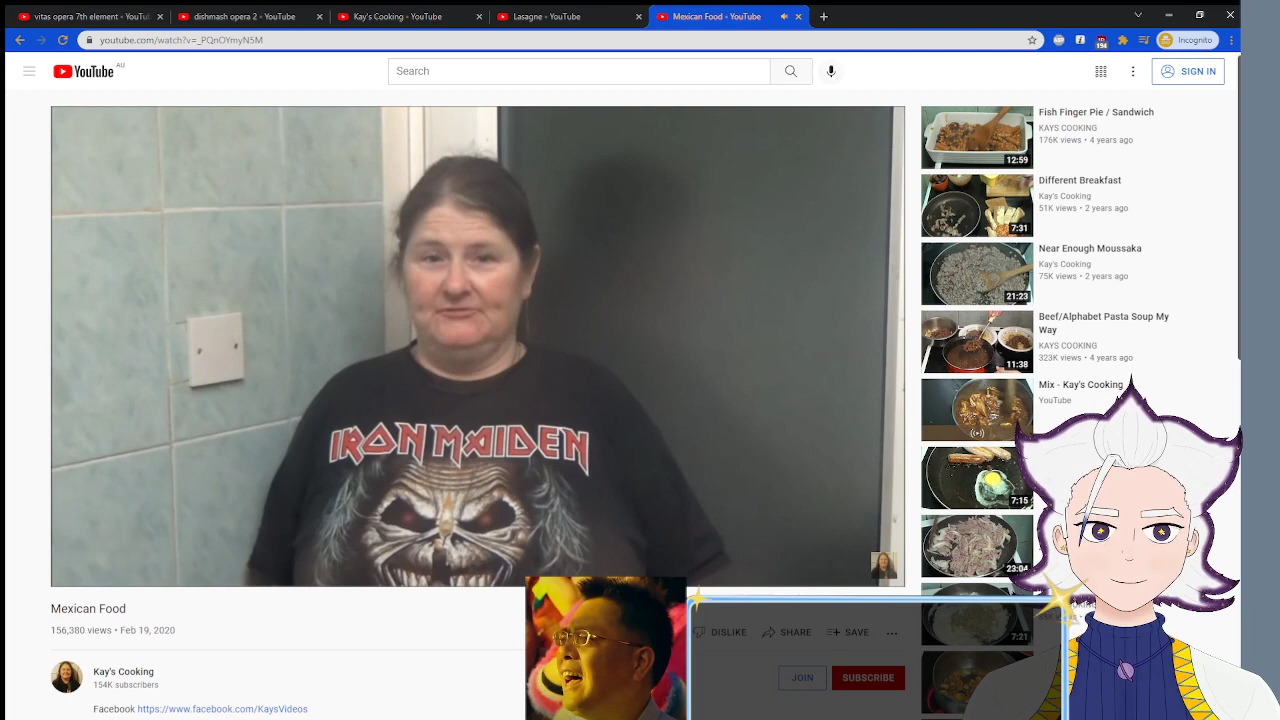 vitas peram 7th element - YouTu
dishmash opera 2 - YouTube
Kay's Cooking - YouTube
Lasagne - YouTube
Mexican Food - YouTube
youtube.com/watch?v=_PQnOYmyN5M
194
Incognito
YouTube AU
Search
SIGN IN
IRON MAIDEN
Fish Finger Pie / Sandwich
KAYS COOKING
176K views • 4 years ago
12:59
Different Breakfast
Kay's Cooking
51K views • 2 years ago
7:31
Near Enough Moussaka
Kay's Cooking
75K views • 2 years ago
21:23
Beef/Alphabet Pasta Soup My
Way
KAYS COOKING
323K views • 4 years ago
11:38
Mix - Kay's Cooking
YouTube
7:15
23:04
7:21
Mexican Food
156,380 views • Feb 19, 2020
DISLIKE
SHARE
SAVE
Kay's Cooking
154K subscribers
JOIN
SUBSCRIBE
Facebook https://www.facebook.com/KaysVideos